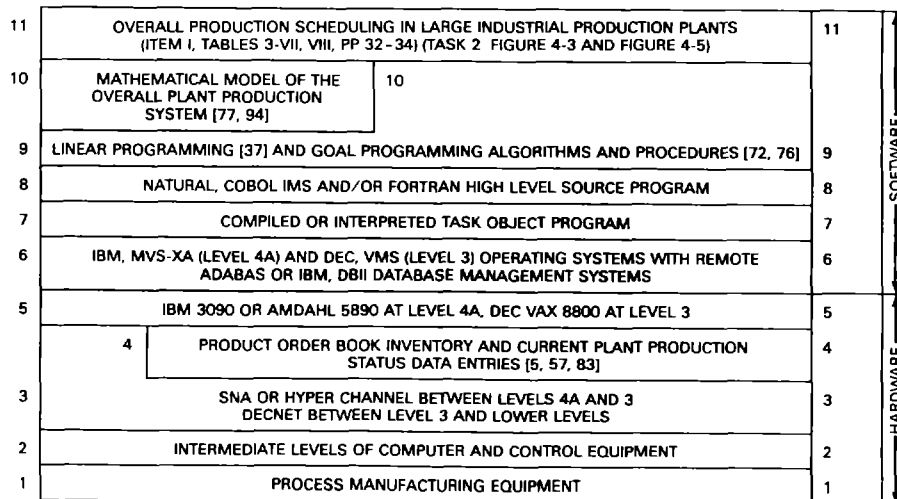 11 OVERALL PRODUCTION SCHEDULING IN LARGE INDUSTRIAL PRODUCTION PLANTS 11
(ITEM I, TABLES 3-VII, VIII, PP 32-34) (TASK 2 FIGURE 4-3 AND FIGURE 4-5)
10 MATHEMATICAL MODEL OF THE 10
OVERALL PLANT PRODUCTION
SYSTEM [77, 94]
9 LINEAR PROGRAMMING [37] AND GOAL PROGRAMMING ALGORITHMS AND PROCEDURES [72, 76] 9
8 NATURAL, COBOL IMS AND/OR FORTRAN HIGH LEVEL SOURCE PROGRAM 8
7 COMPILED OR INTERPRETED TASK OBJECT PROGRAM 7
6 IBM, MVS-XA (LEVEL 4A) AND DEC, VMS (LEVEL 3) OPERATING SYSTEMS WITH REMOTE 6
ADABAS OR IBM, DBII DATABASE MANAGEMENT SYSTEMS
SOFTWARE
5 IBM 3090 OR AMDAHL 5890 AT LEVEL 4A, DEC VAX 8800 AT LEVEL 3 5
4 PRODUCT ORDER BOOK INVENTORY AND CURRENT PLANT PRODUCTION 4
STATUS DATA ENTRIES [5, 57, 83]
3 SNA OR HYPER CHANNEL BETWEEN LEVELS 4A AND 3 3
DECNET BETWEEN LEVEL 3 AND LOWER LEVELS
2 INTERMEDIATE LEVELS OF COMPUTER AND CONTROL EQUIPMENT 2
1 PROCESS MANUFACTURING EQUIPMENT 1
HARDWARE